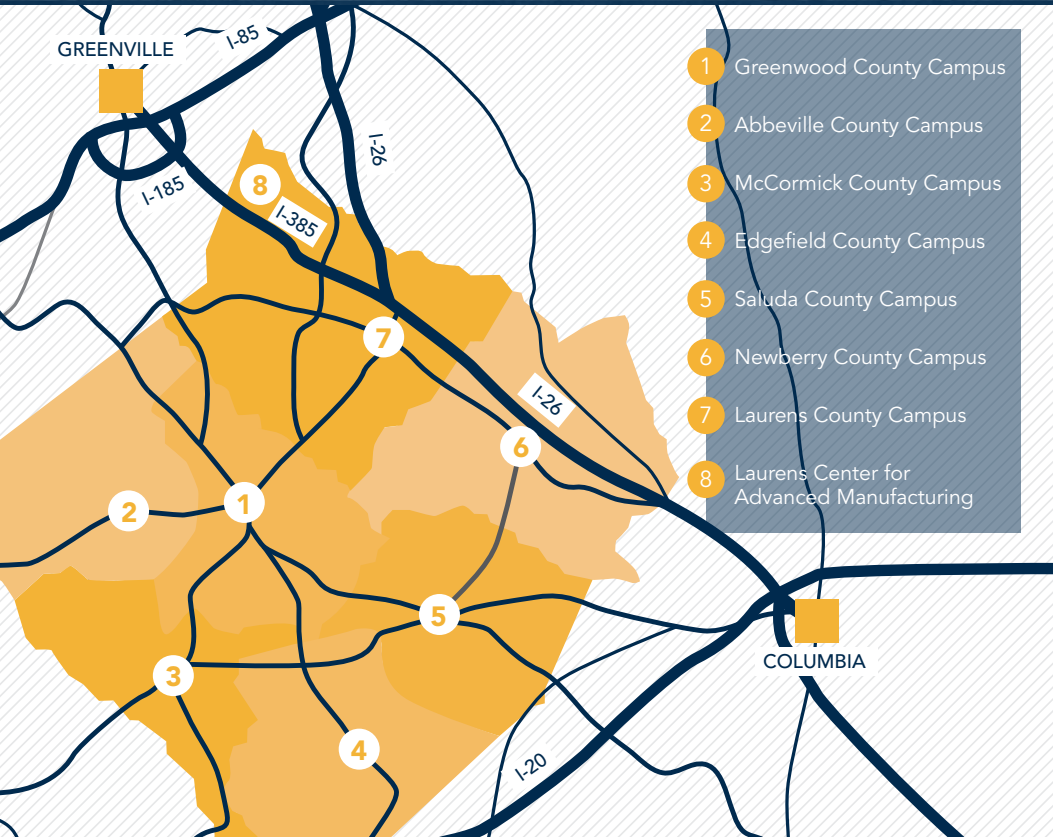 GREENVILLE
I-85
I-26
I-185
8
I-385
7
I-26
6
2
1
5
3
4
I-20
COLUMBIA
1 Greenwood County Campus
2 Abbeville County Campus
3 McCormick County Campus
4 Edgefield County Campus
5 Saluda County Campus
6 Newberry County Campus
7 Laurens County Campus
8 Laurens Center for
Advanced Manufacturing